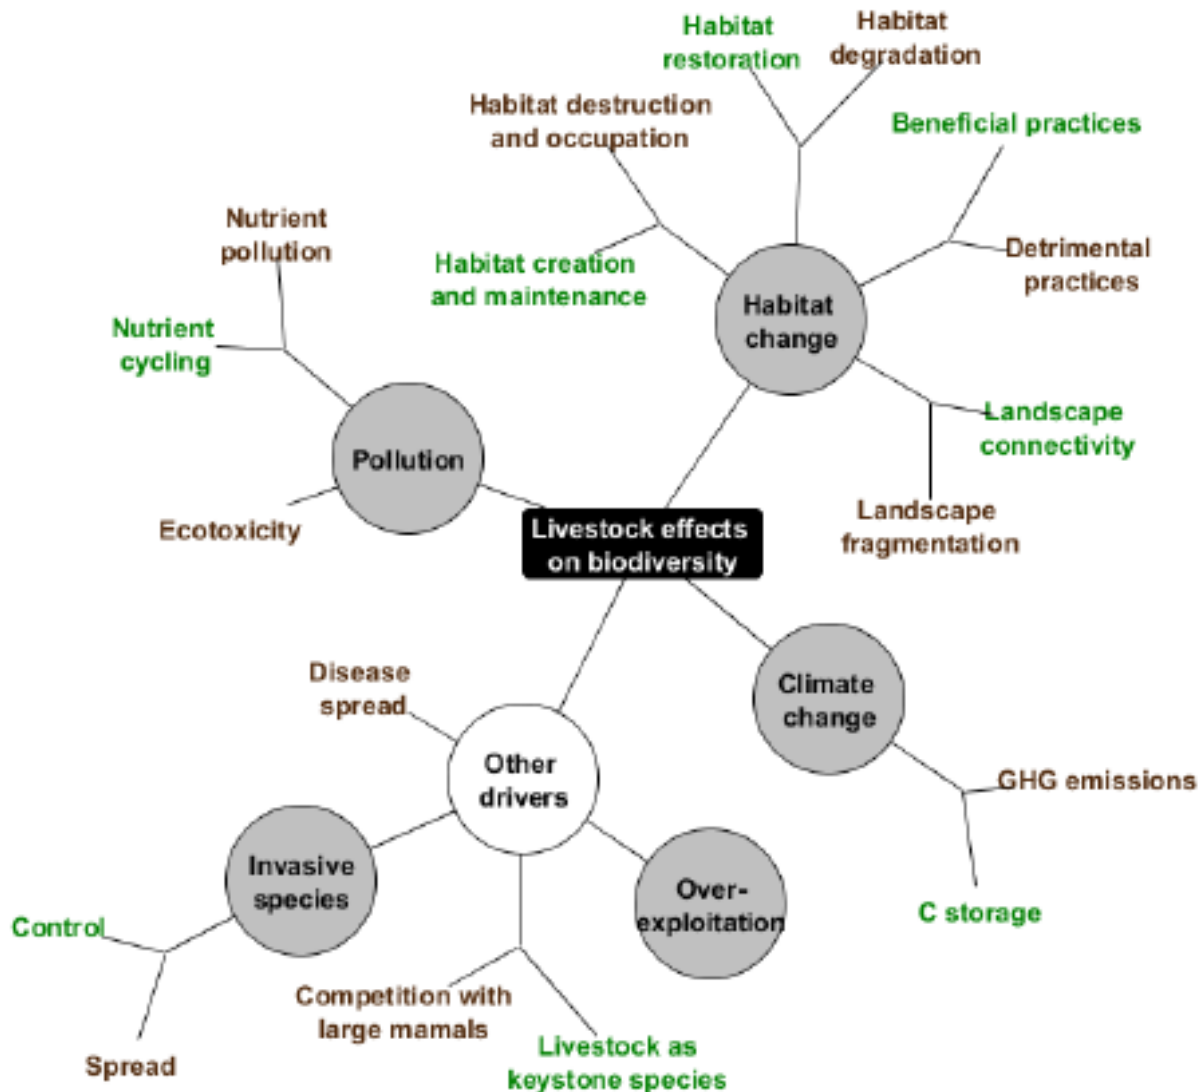 Habitat
restoration
Habitat
degradation
Habitat destruction
and occupation
Beneficial practices
Nutrient
pollution
Habitat creation
and maintenance
Detrimental
practices
Habitat
change
Nutrient
cycling
Landscape
connectivity
Pollution
Ecotoxicity
Landscape
fragmentation
Livestock effects
on biodiversity
Disease
spread
Climate
change
Other
drivers
GHG emissions
Invasive
species
Over-
exploitation
C storage
Control
Competition with
large mamals
Livestock as
keystone species
Spread